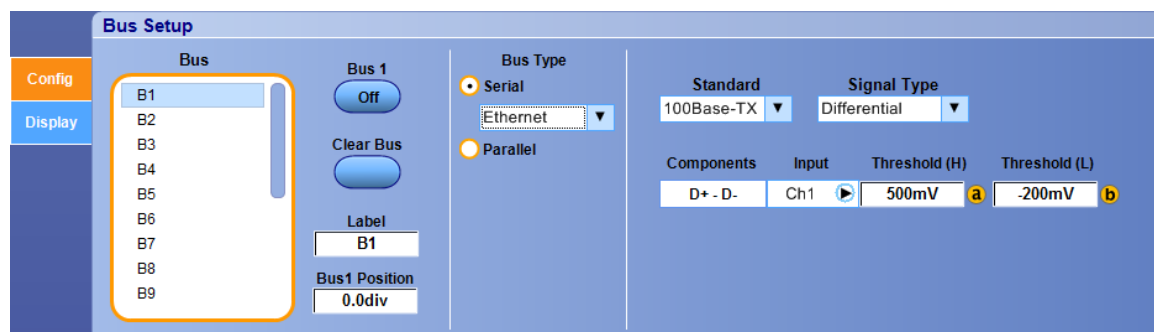 Bus Setup
Config
Display
Bus
B1
B2
B3
B4
B5
B6
B7
B8
B9
Bus 1
Off
Clear Bus
Label
B1
Bus1 Position
0.0div
Bus Type
Serial
Ethernet
Parallel
Standard Signal Type
100Base-TX Differential
Components Input Threshold (H) Threshold (L)
D+ - D- Ch1 500mV a -200mV b